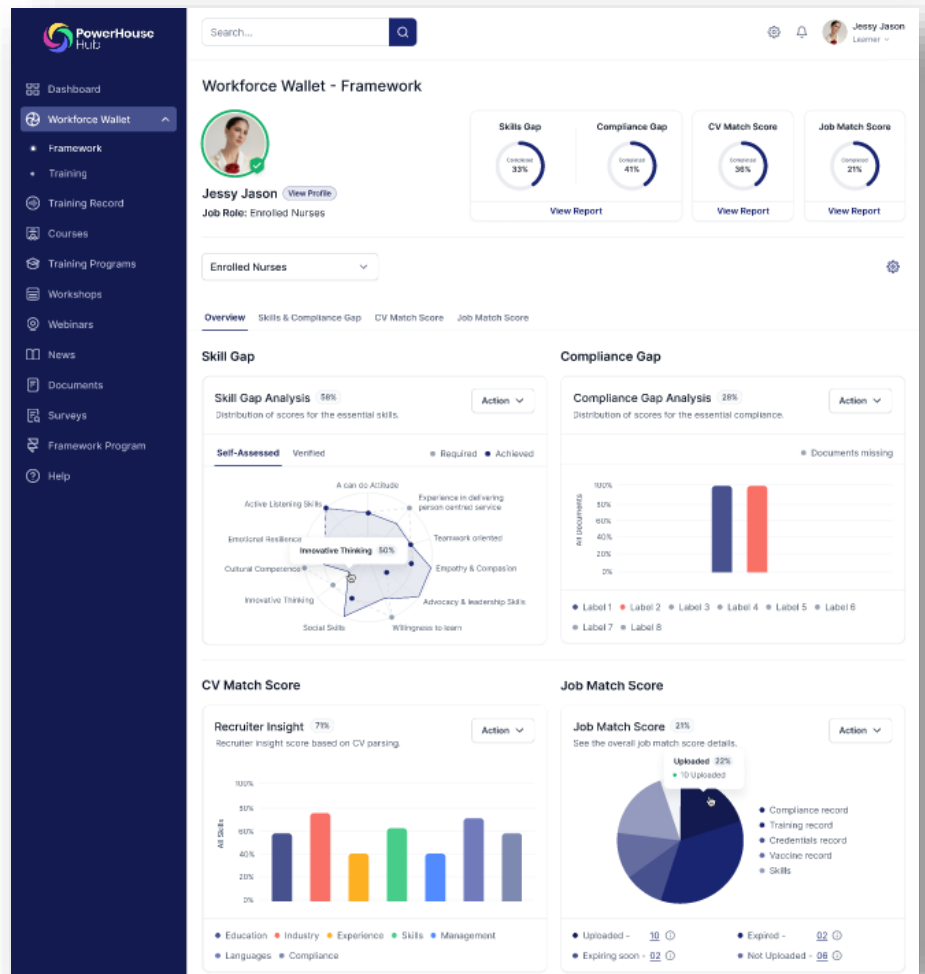 PowerHouse
Hub
Search...
Jessy Jason
Learner
Dashboard
Workforce Wallet
Framework
Training
Training Record
Courses
Training Programs
Workshops
Webinars
News
Documents
Surveys
Framework Program
Help
Workforce Wallet - Framework
Jessy Jason View Profile
Job Role: Enrolled Nurses
Skills Gap
Completed
33%
Compliance Gap
Completed
41%
View Report
CV Match Score
Completed
36%
View Report
Job Match Score
Completed
21%
View Report
Enrolled Nurses
Overview Skills & Compliance Gap CV Match Score Job Match Score
Skill Gap
Skill Gap Analysis 58%
Distribution of scores for the essential skills.
Action
Self-Assessed Verified
Required Achieved
A can do Attitude
Active Listening Skills
Experience in delivering
person centred service
Emotional Resilience
Teamwork oriented
Innovative Thinking 50%
Cultural Competence
Empathy & Compasion
Innovative Thinking
Advocacy & leadership Skills
Social Skills
Willingness to learn
Compliance Gap
Compliance Gap Analysis 28%
Distribution of scores for the essential compliance.
Action
Documents missing
All Documents
100%
80%
60%
40%
20%
0%
Label 1 Label 2 Label 3 Label 4 Label 5 Label 6
Label 7 Label 8
CV Match Score
Recruiter Insight 71%
Recruiter insight score based on CV parsing.
Action
All Skills
100%
80%
60%
40%
20%
0%
Education Industry Experience Skills Management
Languages Compliance
Job Match Score
Job Match Score 21%
See the overall job match score details.
Action
Uploaded 22%
10 Uploaded
Compliance record
Training record
Credentials record
Vaccine record
Skills
Uploaded - 10
Expired - 02
Expiring soon - 02
Not Uploaded - 06